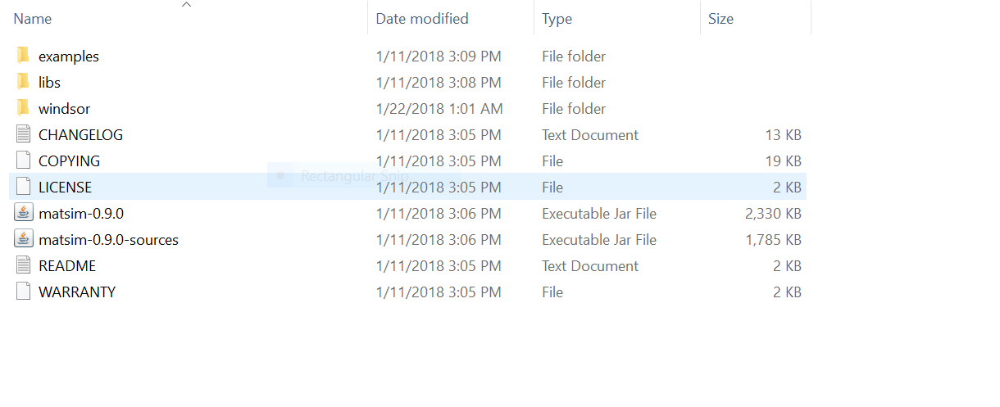 Name Date modified Type Size
examples 1/11/2018 3:09 PM File folder
libs 1/11/2018 3:08 PM File folder
windsor 1/22/2018 1:01 AM File folder
CHANGELOG 1/11/2018 3:05 PM Text Document 13 KB
COPYING 1/11/2018 3:05 PM File 19 KB
Rectangular Snip
LICENSE 1/11/2018 3:05 PM File 2 KB
matsim-0.9.0 1/11/2018 3:06 PM Executable Jar File 2,330 KB
matsim-0.9.0-sources 1/11/2018 3:06 PM Executable Jar File 1,785 KB
README 1/11/2018 3:05 PM Text Document 2 KB
WARRANTY 1/11/2018 3:05 PM File 2 KB